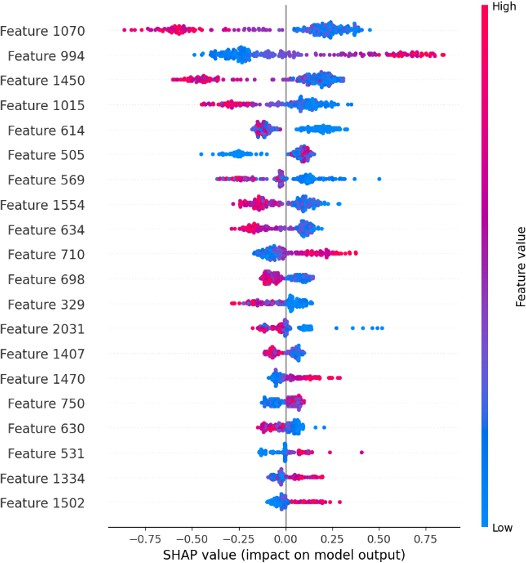 High
Feature 1070
Feature 994
Feature 1450
Feature 1015
Feature 614
Feature 505
Feature 569
Feature 1554
Feature 634
Feature 710
Feature 698
Feature 329
Feature 2031
Feature 1407
Feature 1470
Feature 750
Feature 630
Feature 531
Feature 1334
Feature 1502
Feature value
Low
−0.75 −0.50 −0.25 0.00 0.25 0.50 0.75
SHAP value (impact on model output)